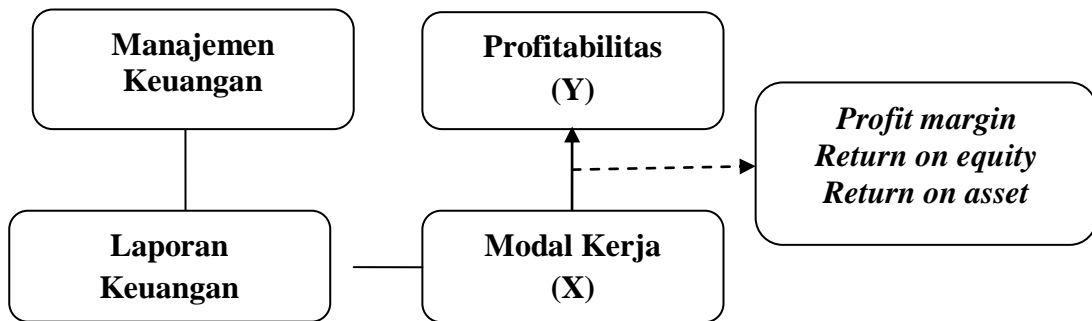 Manajemen
Keuangan
Profitabilitas
(Y)
Profit margin
Return on equity
Return on asset
Laporan
Keuangan
Modal Kerja
(X)